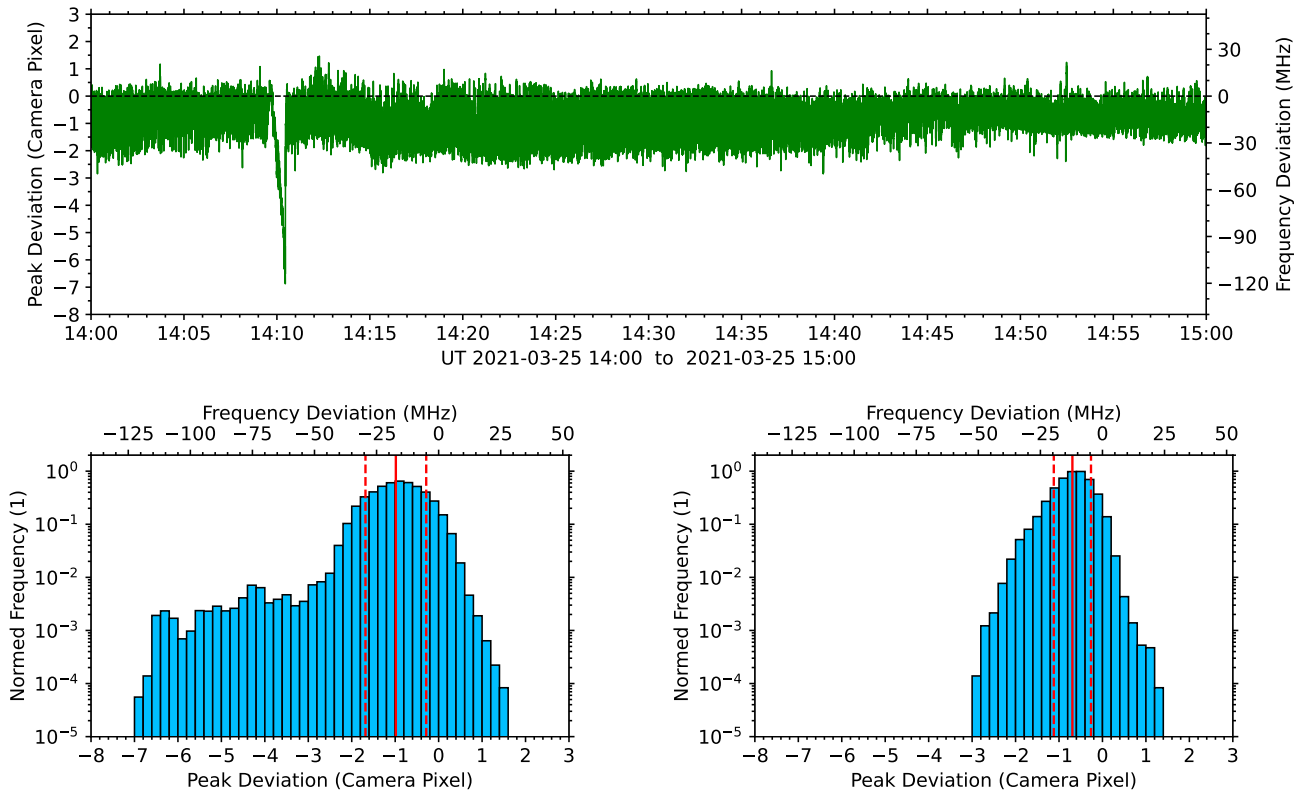 3
2
1
0
−1
−2
−3
−4
−5
−6
−7
−8
Peak Deviation (Camera Pixel)
30
0
−30
−60
−90
−120
Frequency Deviation (MHz)
14:00 14:05 14:10 14:15 14:20 14:25 14:30 14:35 14:40 14:45 14:50 14:55 15:00
UT 2021-03-25 14:00 to 2021-03-25 15:00
Frequency Deviation (MHz)
−125 −100 −75 −50 −25 0 25 50
Normed Frequency (1)
10⁰
10⁻¹
10⁻²
10⁻³
10⁻⁴
10⁻⁵
−8 −7 −6 −5 −4 −3 −2 −1 0 1 2 3
Peak Deviation (Camera Pixel)
Frequency Deviation (MHz)
−125 −100 −75 −50 −25 0 25 50
Normed Frequency (1)
10⁰
10⁻¹
10⁻²
10⁻³
10⁻⁴
10⁻⁵
−8 −7 −6 −5 −4 −3 −2 −1 0 1 2 3
Peak Deviation (Camera Pixel)